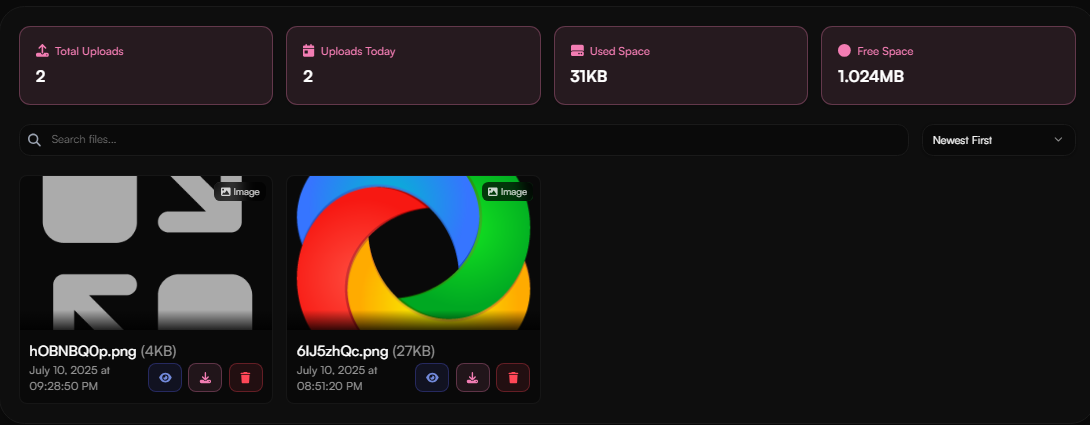 Total Uploads
2
Uploads Today
2
Used Space
31KB
Free Space
1.024MB
Search files...
Newest First
Image
Image
hOBNBQ0p.png (4KB)
July 10, 2025 at
09:28:50 PM
6IJ5zhQc.png (27KB)
July 10, 2025 at
08:51:20 PM